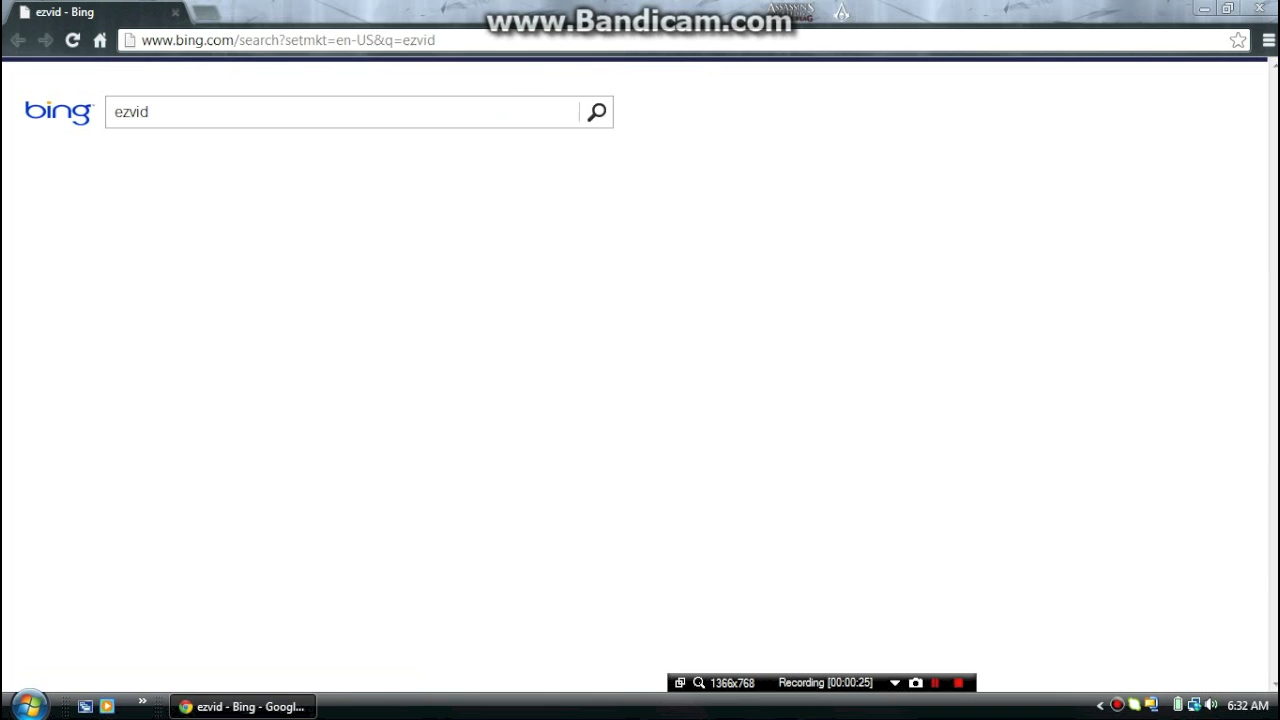 ezvid - Bing
www.Bandicam.com
www.bing.com/search?setmkt=en-US&q=ezvid
bing
ezvid
1366x768 Recording [00:00:25]
ezvid - Bing - Googl...
6:32 AM